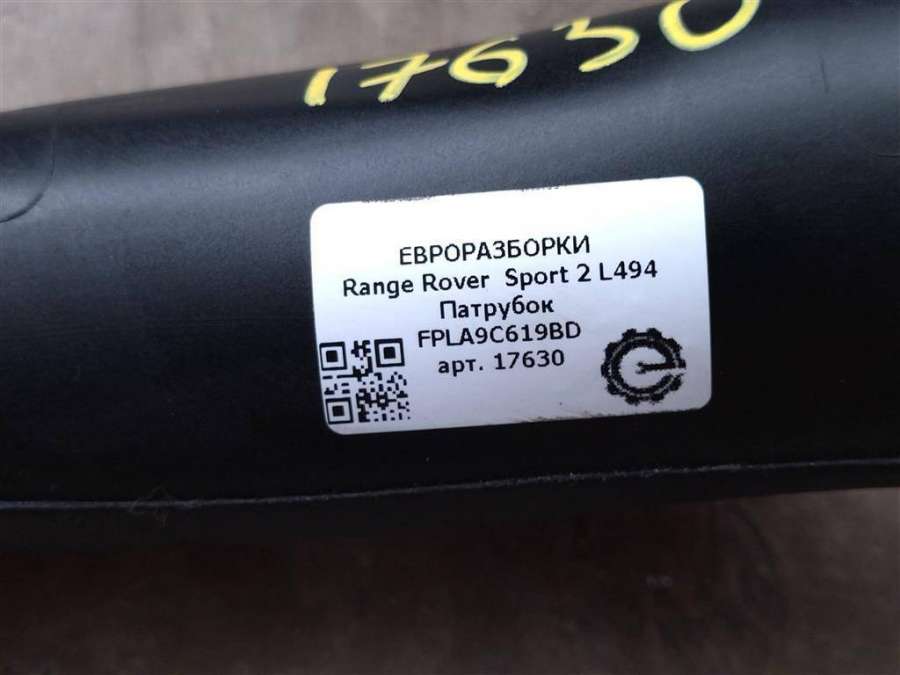 17630
ЕВРОРАЗБОРКИ
Range Rover Sport 2 L494
Патрубок
FPLA9C619BD
арт. 17630